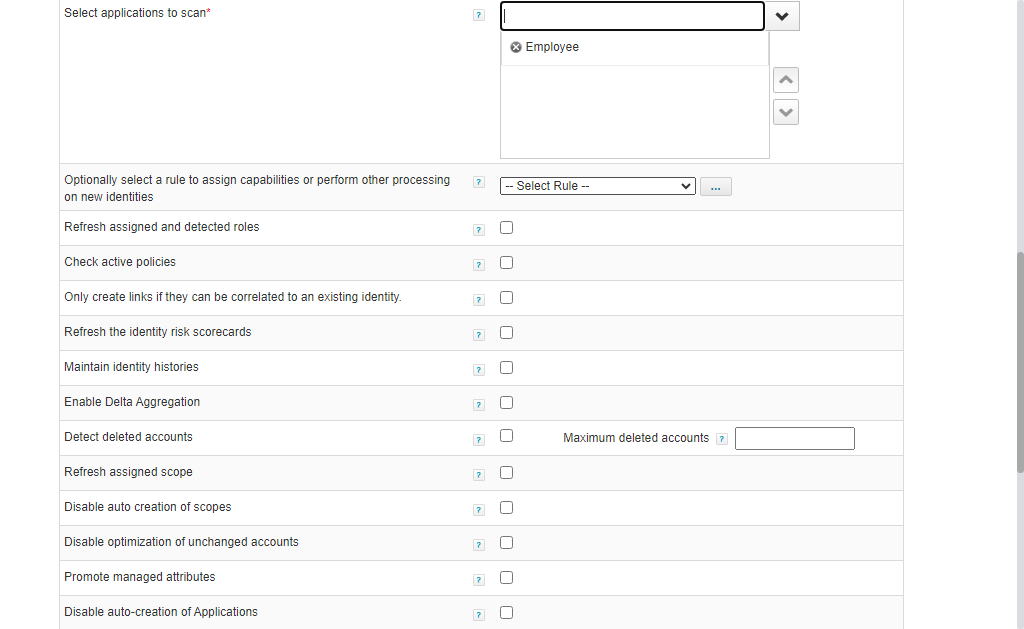 Select applications to scan*
?
Employee
Optionally select a rule to assign capabilities or perform other processing
on new identities
?
-- Select Rule --
...
Refresh assigned and detected roles
?
Check active policies
?
Only create links if they can be correlated to an existing identity.
?
Refresh the identity risk scorecards
?
Maintain identity histories
?
Enable Delta Aggregation
?
Detect deleted accounts
?
Maximum deleted accounts ?
Refresh assigned scope
?
Disable auto creation of scopes
?
Disable optimization of unchanged accounts
?
Promote managed attributes
?
Disable auto-creation of Applications
?